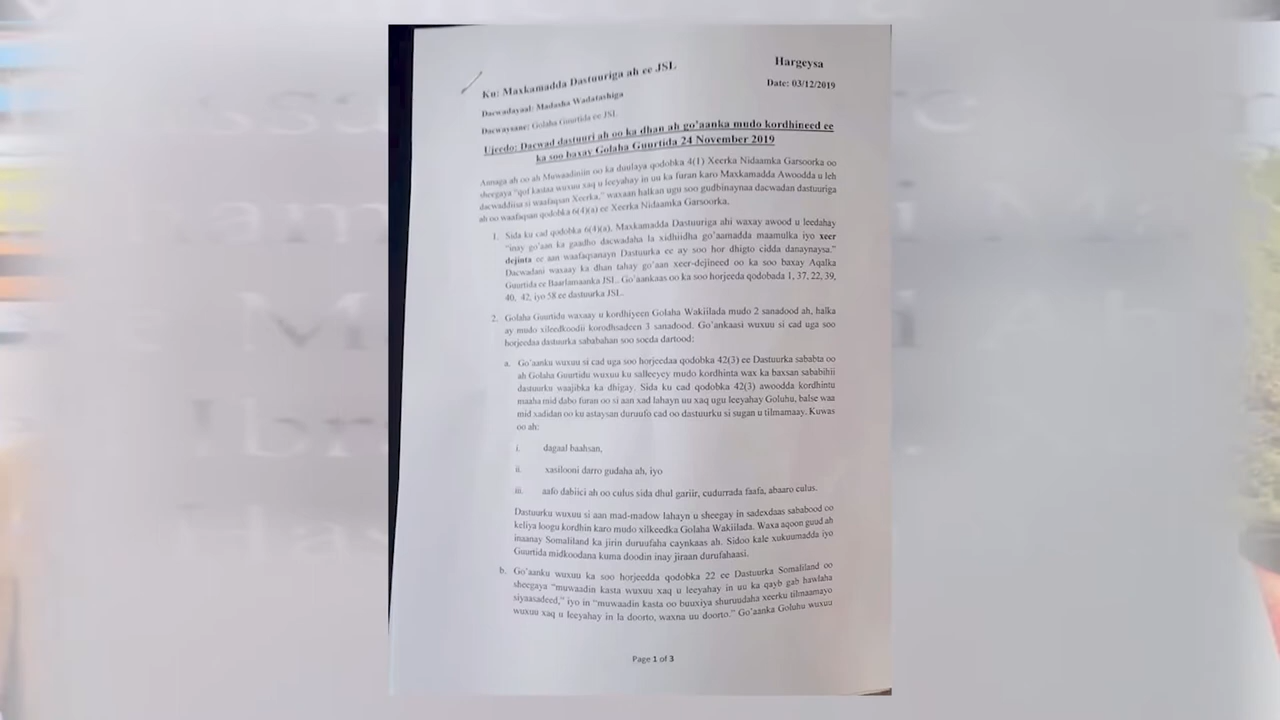 Hargeysa
Date: 03/12/2019
Ku: Maxkamadda Dastuuriga ah ee JSL
Dacwadayaal: Madasha Wadatashiga
Dacwaysane: Golaha Guurtida ee JSL
Ujeedo: Dacwad dastuuri ah oo ka dhan ah go'aanka mudo kordhineed ee
ka soo baxay Golaha Guurtida 24 November 2019
Annaga ah oo ah Muwaadiniin oo ka duulaya qodobka 4(1) Xeerka Nidaamka Garsoorka oo
sheegaya "qof kastaa wuxuu xaq u leeyahay in uu ka furan karo Maxkamadda Awoodda u leh
dacwaddiisa si waafaqsan Xeerka," waxaan halkan ugu soo gudbinaynaa dacwadan dastuuriga
ah oo waafaqsan qodobka 6(4)(a) ee Xeerka Nidaamka Garsoorka.
1. Sida ku cad qodobka 6(4)(a), Maxkamadda Dastuuriga ahi waxay awood u leedahay
"inay go'aan ka gaadho dacwadaha la xidhiidha go'aamadda maamulka iyo xeer
dejinta ee aan waafaqsanayn Dastuurka ee ay soo hor dhigto cidda danaynaysa."
Dacwadani waxaay ka dhan tahay go'aan xeer-dejineed oo ka soo baxay Aqalka
Guurtida ee Baarlamaanka JSL. Go'aankaas oo ka soo horjeeda qodobada 1, 37, 22, 39,
40, 42, iyo 58 ee dastuurka JSL.
2. Golaha Guurtidu waxaay u kordhiyeen Golaha Wakiilada mudo 2 sanadood ah, halka
ay mudo xileedkoodii korodhsadeen 3 sanadood. Go'ankaasi wuxuu si cad uga soo
horjeedaa dastuurka sababahan soo socda dartood:
a. Go'aanku wuxuu si cad uga soo horjeedaa qodobka 42(3) ee Dastuurka sababta oo
ah Golaha Guurtidu wuxuu ku salleeyey mudo kordhinta wax ka baxsan sababihii
dastuurku waajibka ka dhigay. Sida ku cad qodobka 42(3) awoodda kordhintu
maaha mid dabo furan oo si aan xad lahayn uu xaq ugu leeyahay Goluhu, balse waa
mid xadidan oo ku astaysan duruufo cad oo dastuurku si sugan u tilmamaay. Kuwas
oo ah:
i. dagaal baahsan,
ii. xasilooni darro gudaha ah, iyo
iii. aafo dabiici ah oo culus sida dhul gariir, cudurrada faafa, abaaro culus.
Dastuurku wuxuu si aan mad-madow lahayn u sheegay in sadexdaas sababood oo
keliya loogu kordhin karo mudo xilkeedka Golaha Wakiilada. Waxa aqoon guud ah
inaanay Somaliland ka jirin duruufaha caynkaas ah. Sidoo kale xukuumadda iyo
Guurtida midkoodana kuma doodin inay jiraan durufahaasi.
b. Go'aanku wuxuu ka soo horjeedda qodobka 22 ee Dastuurka Somaliland oo
sheegaya "muwaadin kasta wuxuu xaq u leeyahay in uu ka qayb gab hawlaha
siyaasadeed," iyo in "muwaadin kasta oo buuxiya shuruudaha xeerku tilmaamayo
wuxuu xaq u leeyahay in la doorto, waxna uu doorto." Go'aanka Goluhu wuxuu
Page 1 of 3